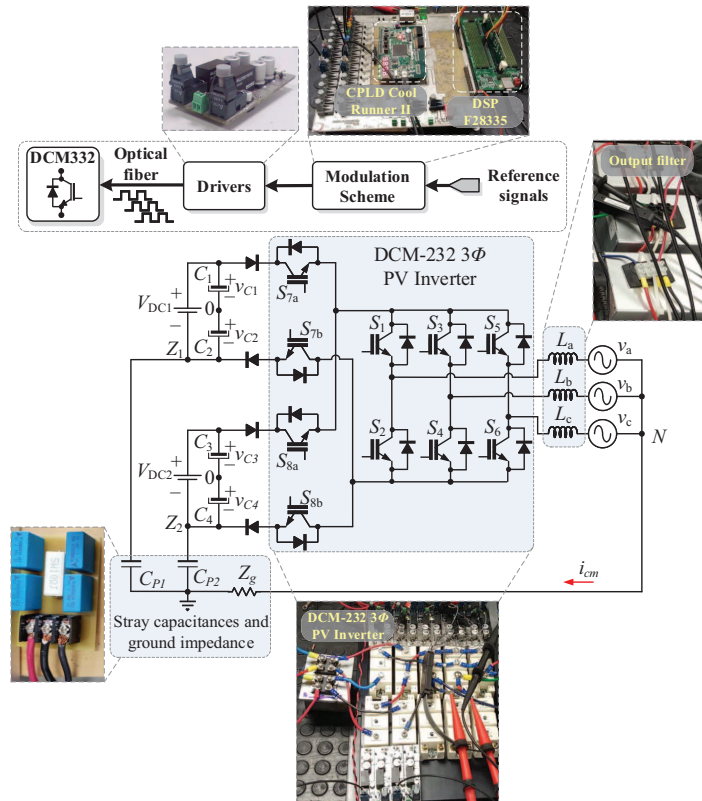 CPLD Cool
Runner II
DSP
F28335
DCM332
Optical
fiber
Drivers
Modulation
Scheme
Reference
signals
Output filter
DCM-232 3Φ
PV Inverter
C1
VDC1
+
−
0
+
−
vC1
C2
+
−
vC2
Z1
S7a
S7b
S1
S3
S5
S2
S4
S6
La
Lb
Lc
va
vb
vc
N
C3
VDC2
+
−
0
+
−
vC3
C4
+
−
vC4
Z2
S8a
S8b
CP1
CP2
Zg
icm
Stray capacitances and
ground impedance
DCM-232 3Φ
PV Inverter